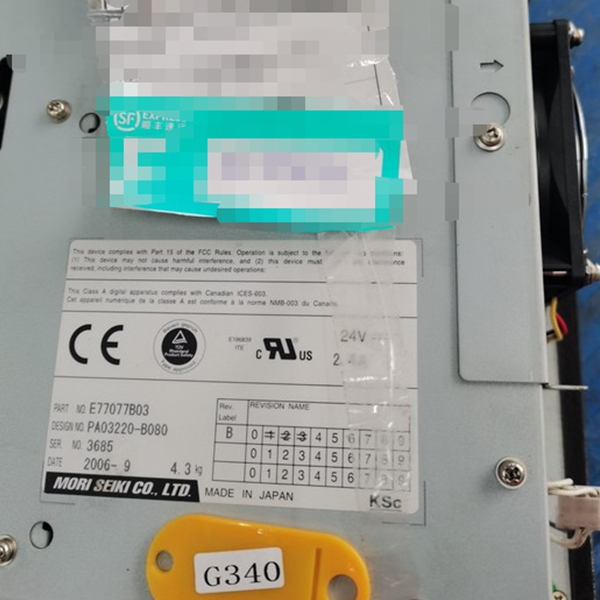 SF EXPRESS
This device complies with Part 15 of the FCC Rules. Operation is subject to the
(1) This device may not cause harmful interference, and (2) this device must
received, including interference that may cause undesired operations:
This Class A digital apparatus complies with Canadian ICES-003.
Cet appareil numérique de la classe A est conforme à la norme NMB-003 du Canada.
CE
TÜV
E196839
ITE
c RU US
24V
PART NO. E77077B03
DESIGN NO. PA03220-B080
SER. NO. 3685
DATE 2006-. 9 4.3 kg
Rev. Label REVISION NAME
B 0 1 2 3 4 5 6 7 8 9
0 1 2 3 4 5 6 7 8 9
0 1 2 3 4 5 6 7 8 9
MORI SEIKI CO., LTD. MADE IN JAPAN
KSc
G340